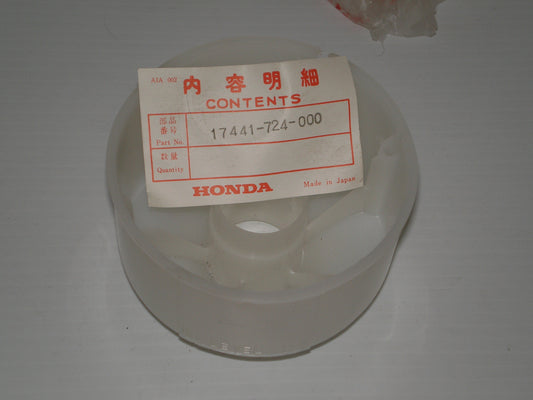 AIA 002
内容明細
CONTENTS
部品番号
Part No.
17441-724-000
数量
Quantity
HONDA
Made in Japan